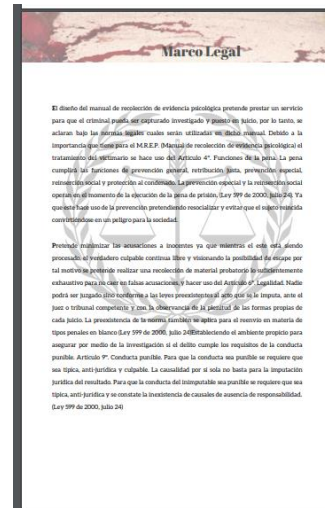 Marco Legal
El diseño del manual de recolección de evidencia psicológica pretende prestar un servicio
para que el criminal pueda ser capturado investigado y puesto en juicio, por lo tanto, se
aclaran bajo las normas legales cuales serán utilizadas en dicho manual. Debido a la
importancia que tiene para el M.R.E.P. (Manual de recolección de evidencia psicológica) el
tratamiento del victimario se hace uso del Artículo 4º. Funciones de la pena. La pena
cumplirá las funciones de prevención general, retribución justa, prevención especial,
reinserción social y protección al condenado. La prevención especial y la reinserción social
operan en el momento de la ejecución de la pena de prisión, (Ley 599 de 2000, julio 24). Ya
que este hace uso de la prevención pretendiendo resocializar y evitar que el sujeto reincida
convirtiéndose en un peligro para la sociedad.
Pretende minimizar las acusaciones a inocentes ya que mientras el este está siendo
procesado, el verdadero culpable continua libre y visionando la posibilidad de escape por
tal motivo se pretende realizar una recolección de material probatorio lo suficientemente
exhaustivo para no caer en falsas acusaciones, y hacer uso del Artículo 6º. Legalidad. Nadie
podrá ser juzgado sino conforme a las leyes preexistentes al acto que se le imputa, ante el
juez o tribunal competente y con la observancia de la plenitud de las formas propias de
cada juicio. La preexistencia de la norma también se aplica para el reenvío en materia de
tipos penales en blanco (Ley 599 de 2000, julio 24)Estableciendo el ambiente propicio para
asegurar por medio de la investigación si el delito cumple los requisitos de la conducta
punible. Artículo 9º. Conducta punible. Para que la conducta sea punible se requiere que
sea típica, antijurídica y culpable. La causalidad por sí sola no basta para la imputación
jurídica del resultado. Para que la conducta del inimputable sea punible se requiere que sea
típica, anti-jurídica y se constate la inexistencia de causales de ausencia de responsabilidad.
(Ley 599 de 2000, julio 24)